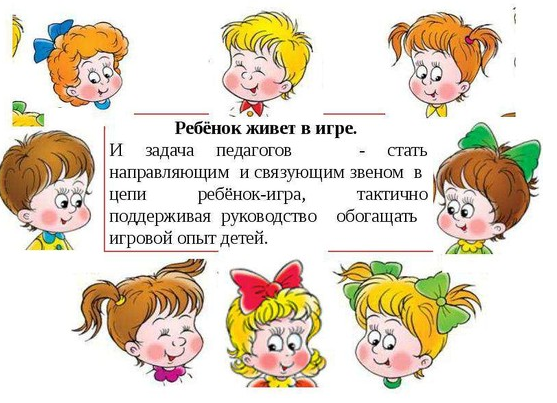 Ребёнок живет в игре.
И задача педагогов - стать
направляющим и связующим звеном в
цепи ребёнок-игра, тактично
поддерживая руководство обогащать
игровой опыт детей.